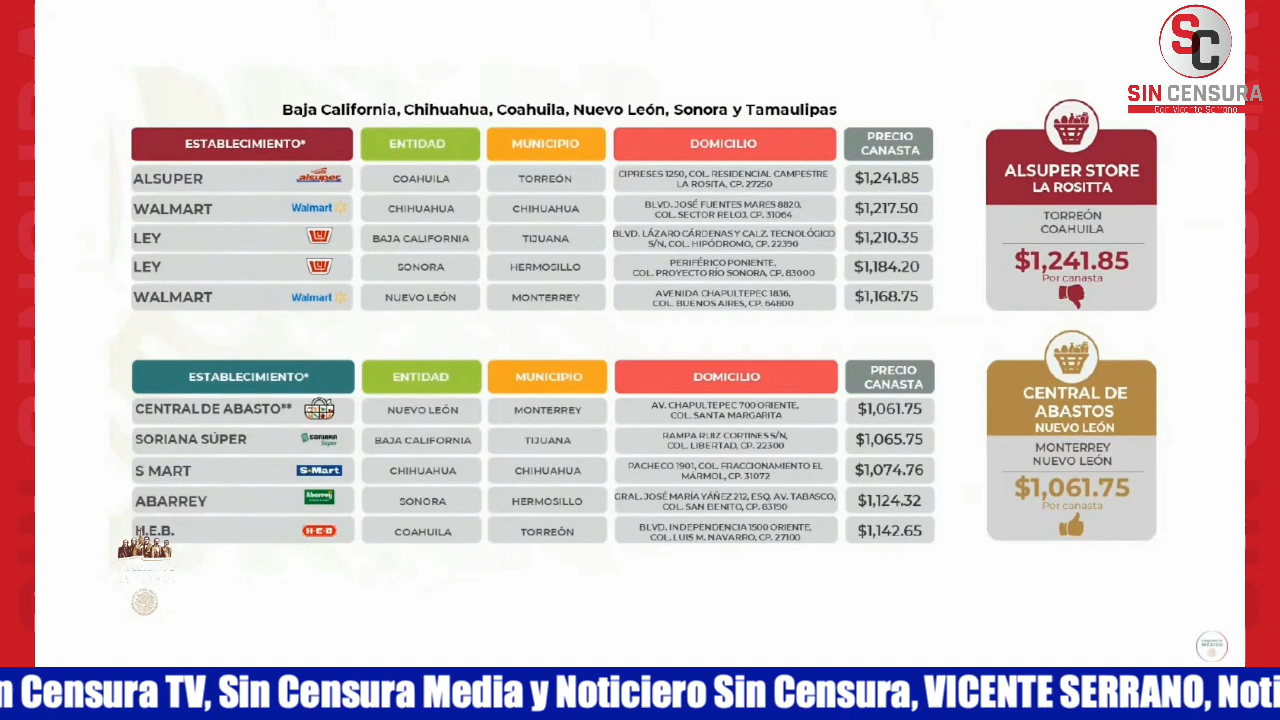 SC
SIN CENSURA
Con Vicente Serrano
Baja California, Chihuahua, Coahuila, Nuevo León, Sonora y Tamaulipas
ESTABLECIMIENTO* ENTIDAD MUNICIPIO DOMICILIO PRECIO CANASTA
ALSUPER alsuper COAHUILA TORREÓN CIPRESES 1250, COL. RESIDENCIAL CAMPESTRE LA ROSITA, CP. 27250 $1,241.85
WALMART Walmart CHIHUAHUA CHIHUAHUA BLVD. JOSÉ FUENTES MARES 8820, COL. SECTOR RELOJ, CP. 31064 $1,217.50
LEY LEY BAJA CALIFORNIA TIJUANA BLVD. LÁZARO CÁRDENAS Y CALZ. TECNOLÓGICO S/N, COL. HIPÓDROMO, CP. 22390 $1,210.35
LEY LEY SONORA HERMOSILLO PERIFÉRICO PONIENTE, COL. PROYECTO RÍO SONORA, CP. 83000 $1,184.20
WALMART Walmart NUEVO LEÓN MONTERREY AVENIDA CHAPULTEPEC 1836, COL. BUENOS AIRES, CP. 64800 $1,168.75
ALSUPER STORE
LA ROSITTA
TORREÓN
COAHUILA
$1,241.85
Por canasta
ESTABLECIMIENTO* ENTIDAD MUNICIPIO DOMICILIO PRECIO CANASTA
CENTRAL DE ABASTO** NUEVO LEÓN MONTERREY AV. CHAPULTEPEC 700 ORIENTE, COL. SANTA MARGARITA $1,061.75
SORIANA SÚPER SORIANA Súper BAJA CALIFORNIA TIJUANA RAMPA RUIZ CORTINES S/N, COL. LIBERTAD, CP. 22300 $1,065.75
S MART S-Mart CHIHUAHUA CHIHUAHUA PACHECO 1901, COL. FRACCIONAMIENTO EL MÁRMOL, CP. 31072 $1,074.76
ABARREY Abarrey SONORA HERMOSILLO GRAL. JOSÉ MARÍA YÁÑEZ 212, ESQ. AV. TABASCO, COL. SAN BENITO, CP. 83190 $1,124.32
H.E.B. H-E-B COAHUILA TORREÓN BLVD. INDEPENDENCIA 1500 ORIENTE, COL. LUIS M. NAVARRO, CP. 27100 $1,142.65
CENTRAL DE
ABASTOS
NUEVO LEÓN
MONTERREY
NUEVO LEÓN
$1,061.75
Por canasta
n Censura TV, Sin Censura Media y Noticiero Sin Censura, VICENTE SERRANO, Noti